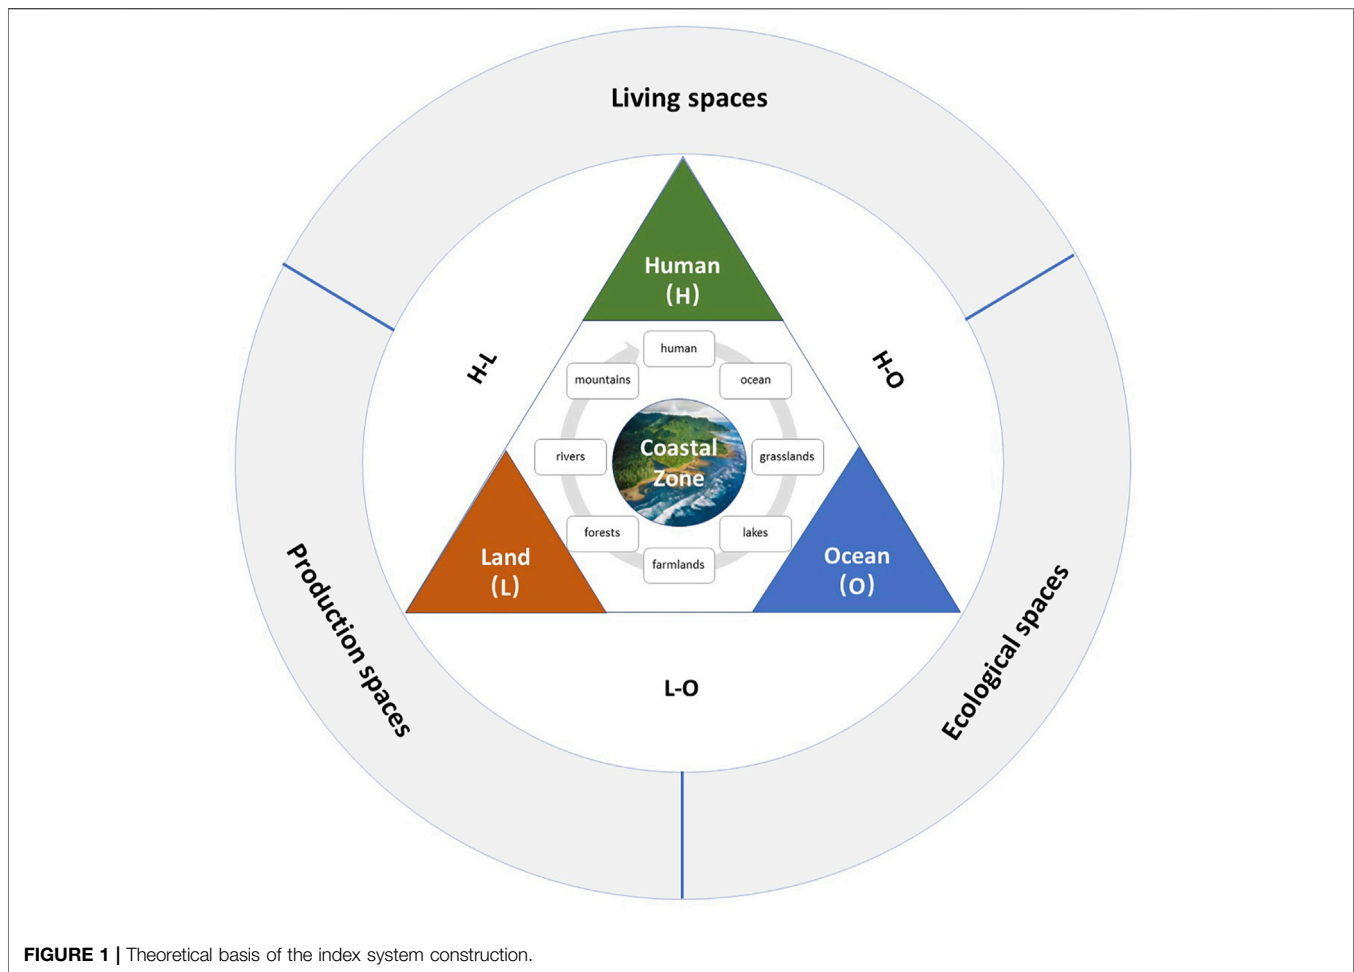 Living spaces
Human
(H)
H-L
H-O
human
mountains
ocean
rivers
Coastal
Zone
grasslands
forests
lakes
farmlands
Land
(L)
Ocean
(O)
Production spaces
Ecological spaces
L-O
FIGURE 1 | Theoretical basis of the index system construction.